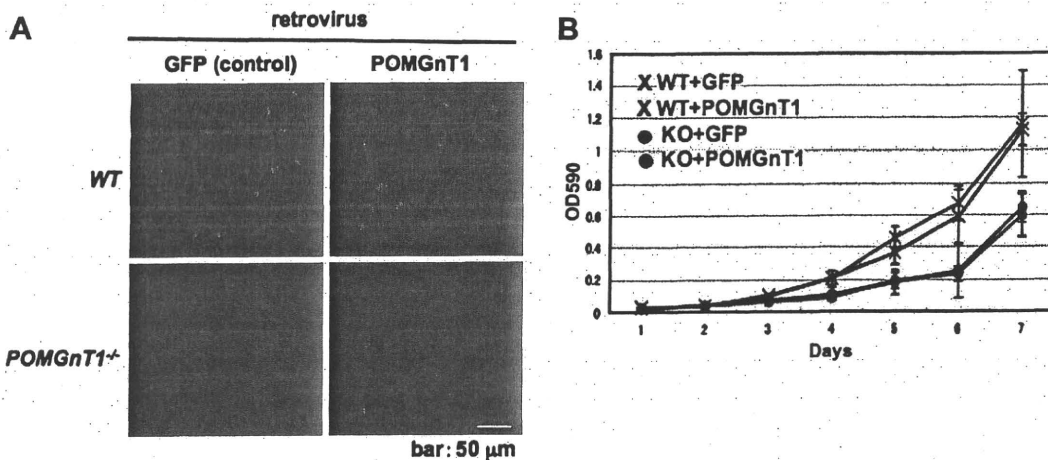 A
retrovirus
GFP (control)
POMGnT1
WT
POMGnT1-/-
bar: 50 µm
B
1.6
1.4
1.2
1.0
0.8
0.6
0.4
0.2
0
OD590
X WT+GFP
X WT+POMGnT1
● KO+GFP
● KO+POMGnT1
1 2 3 4 5 6 7
Days